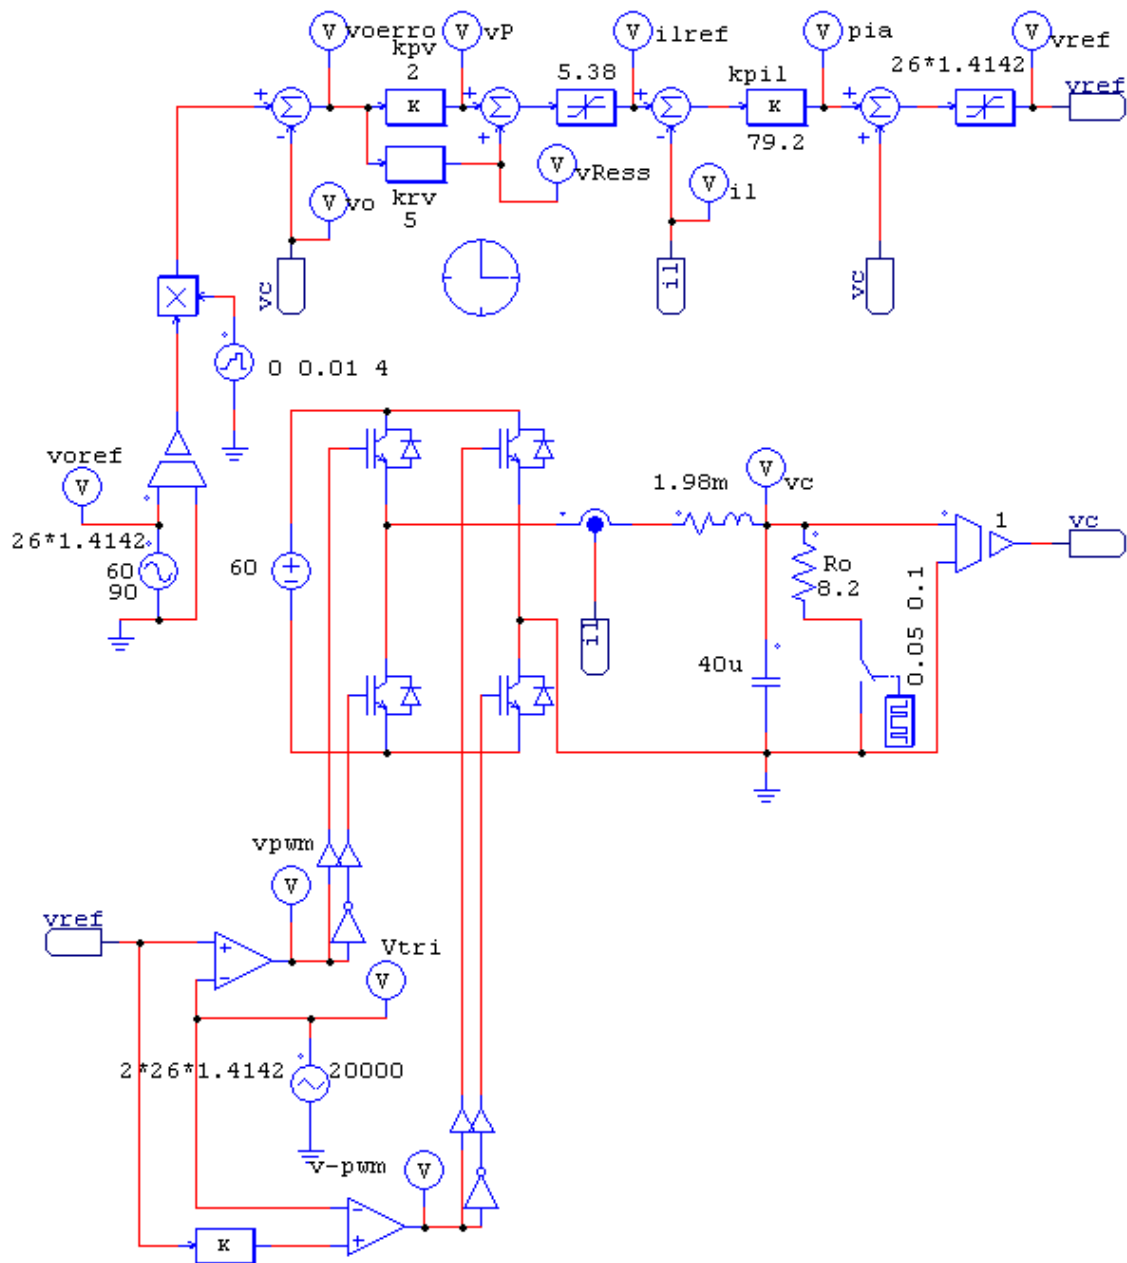 voerro
kpv
2
K
vP
5.38
ilref
kpil
K
79.2
pia
26*1.4142
vref
vref
krv
5
vRess
vo
vc
il
il
vc
0 0.01 4
voref
26*1.4142
60
90
60
1.98m
vc
1
vc
Ro
8.2
0.05 0.1
il
40u
vpwm
vref
Vtri
2*26*1.4142
20000
v-pwm
K